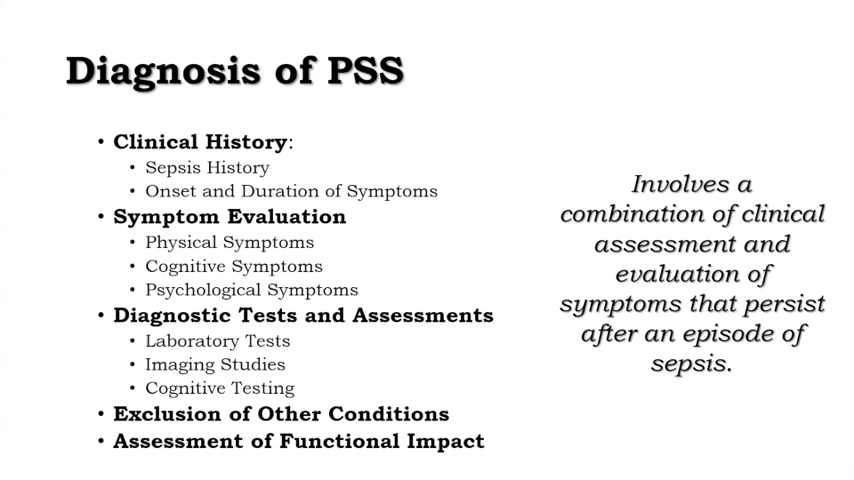 Diagnosis of PSS
• Clinical History:
• Sepsis History
• Onset and Duration of Symptoms
• Symptom Evaluation
• Physical Symptoms
• Cognitive Symptoms
• Psychological Symptoms
• Diagnostic Tests and Assessments
• Laboratory Tests
• Imaging Studies
• Cognitive Testing
• Exclusion of Other Conditions
• Assessment of Functional Impact
Involves a
combination of clinical
assessment and
evaluation of
symptoms that persist
after an episode of
sepsis.